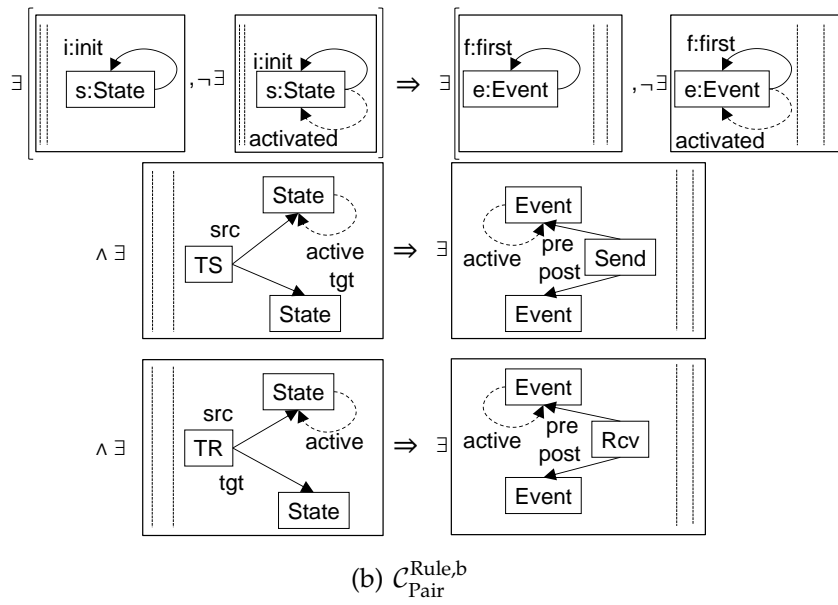 ∃ i:init s:State , ¬∃ i:init s:State activated ⇒ ∃ f:first e:Event , ¬∃ f:first e:Event activated
∧ ∃ State src TS active tgt State ⇒ ∃ Event active pre post Send Event
∧ ∃ State src TR active tgt State ⇒ ∃ Event active pre post Rcv Event
(b) C^{Rule,b}_{Pair}